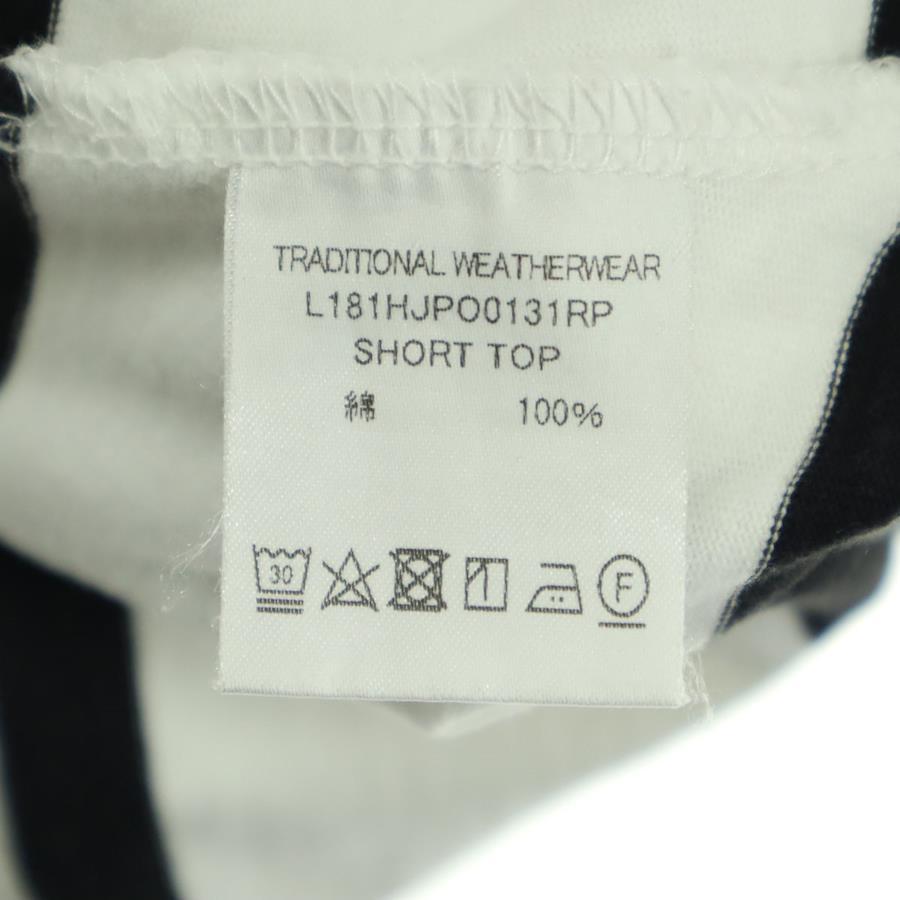 TRADITIONAL WEATHERWEAR
L181HJPO0131RP
SHORT TOP
綿 100%
30 F